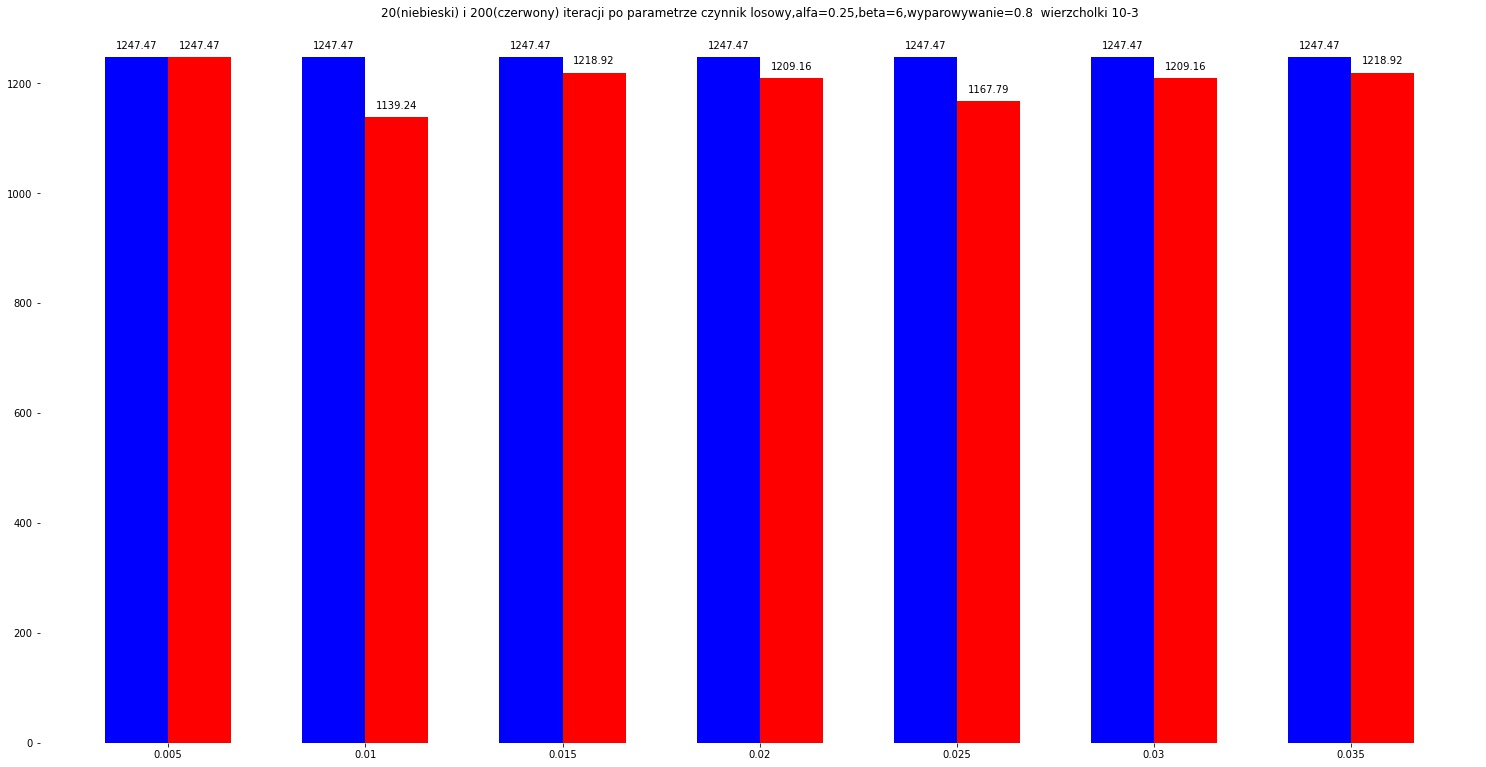 20(niebieski) i 200(czerwony) iteracji po parametrze czynnik losowy,alfa=0.25,beta=6,wyparowywanie=0.8  wierzcholki 10-3
1247.47 1247.47 1247.47 1139.24 1247.47 1218.92 1247.47 1209.16 1247.47 1167.79 1247.47 1209.16 1247.47 1218.92
1200
1000
800
600
400
200
0
0.005 0.01 0.015 0.02 0.025 0.03 0.035